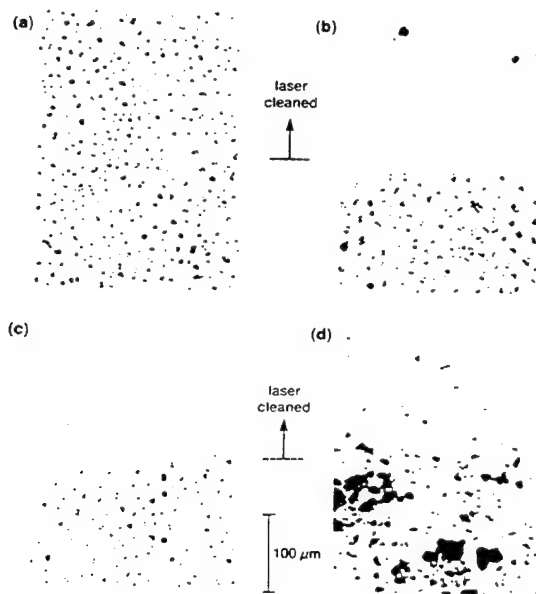 (a)
(b)
laser
cleaned
(c)
(d)
laser
cleaned
100 μm